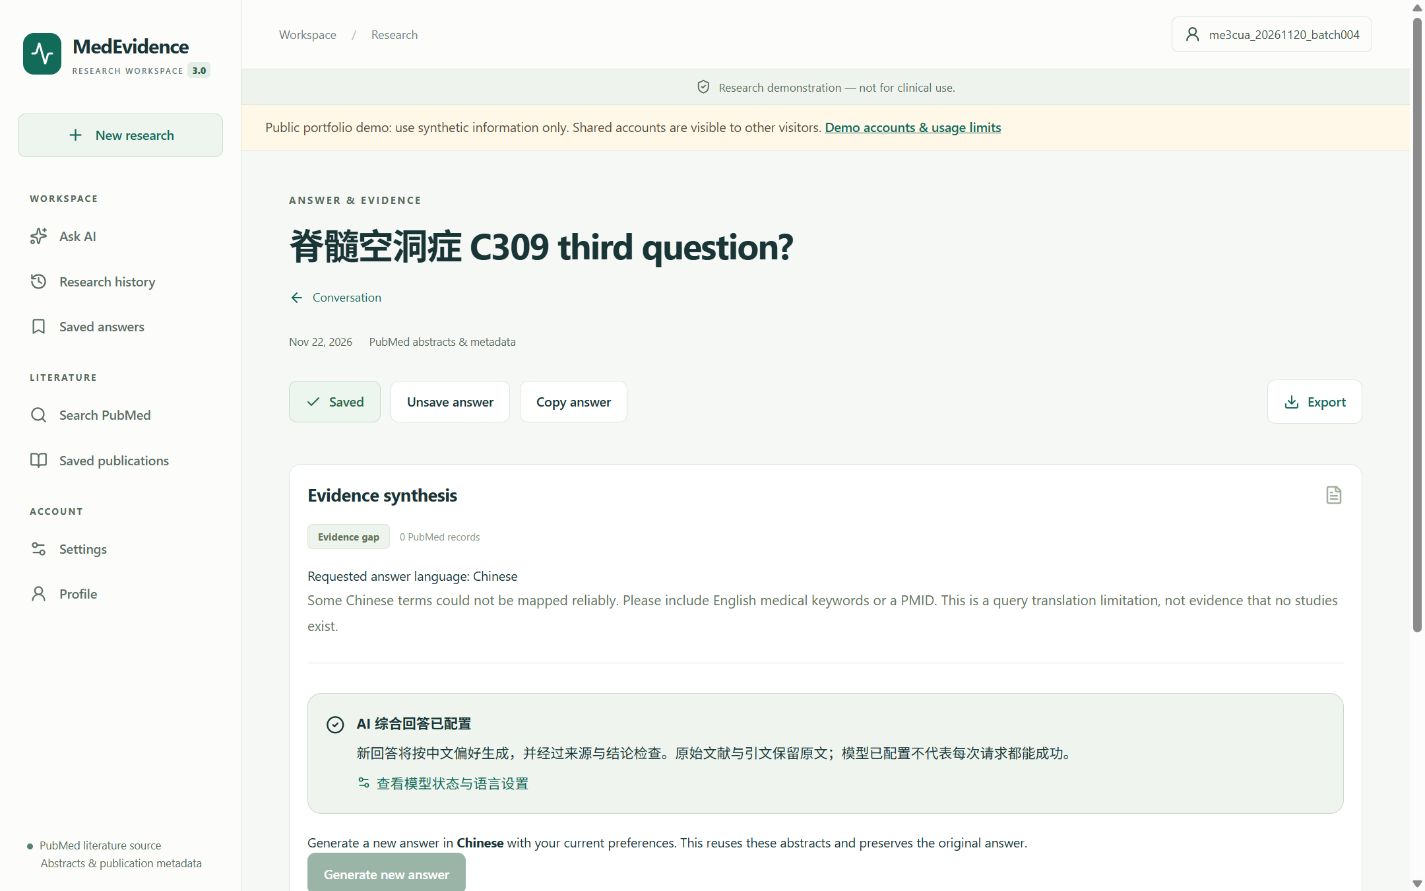 MedEvidence
RESEARCH WORKSPACE 3.0
New research
WORKSPACE
Ask AI
Research history
Saved answers
LITERATURE
Search PubMed
Saved publications
ACCOUNT
Settings
Profile
PubMed literature source
Abstracts & publication metadata
Workspace / Research
me3cua_20261120_batch004
Research demonstration — not for clinical use.
Public portfolio demo: use synthetic information only. Shared accounts are visible to other visitors. Demo accounts & usage limits
ANSWER & EVIDENCE
脊髓空洞症 C309 third question?
Conversation
Nov 22, 2026 PubMed abstracts & metadata
Saved
Unsave answer
Copy answer
Export
Evidence synthesis
Evidence gap 0 PubMed records
Requested answer language: Chinese
Some Chinese terms could not be mapped reliably. Please include English medical keywords or a PMID. This is a query translation limitation, not evidence that no studies
exist.
AI 综合回答已配置
新回答将按中文偏好生成，并经过来源与结论检查。原始文献与引文保留原文；模型已配置不代表每次请求都能成功。
查看模型状态与语言设置
Generate a new answer in Chinese with your current preferences. This reuses these abstracts and preserves the original answer.
Generate new answer